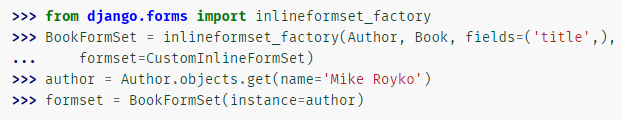 >>> from django.forms import inlineformset_factory
>>> BookFormSet = inlineformset_factory(Author, Book, fields=('title',),
...     formset=CustomInlineFormSet)
>>> author = Author.objects.get(name='Mike Royko')
>>> formset = BookFormSet(instance=author)